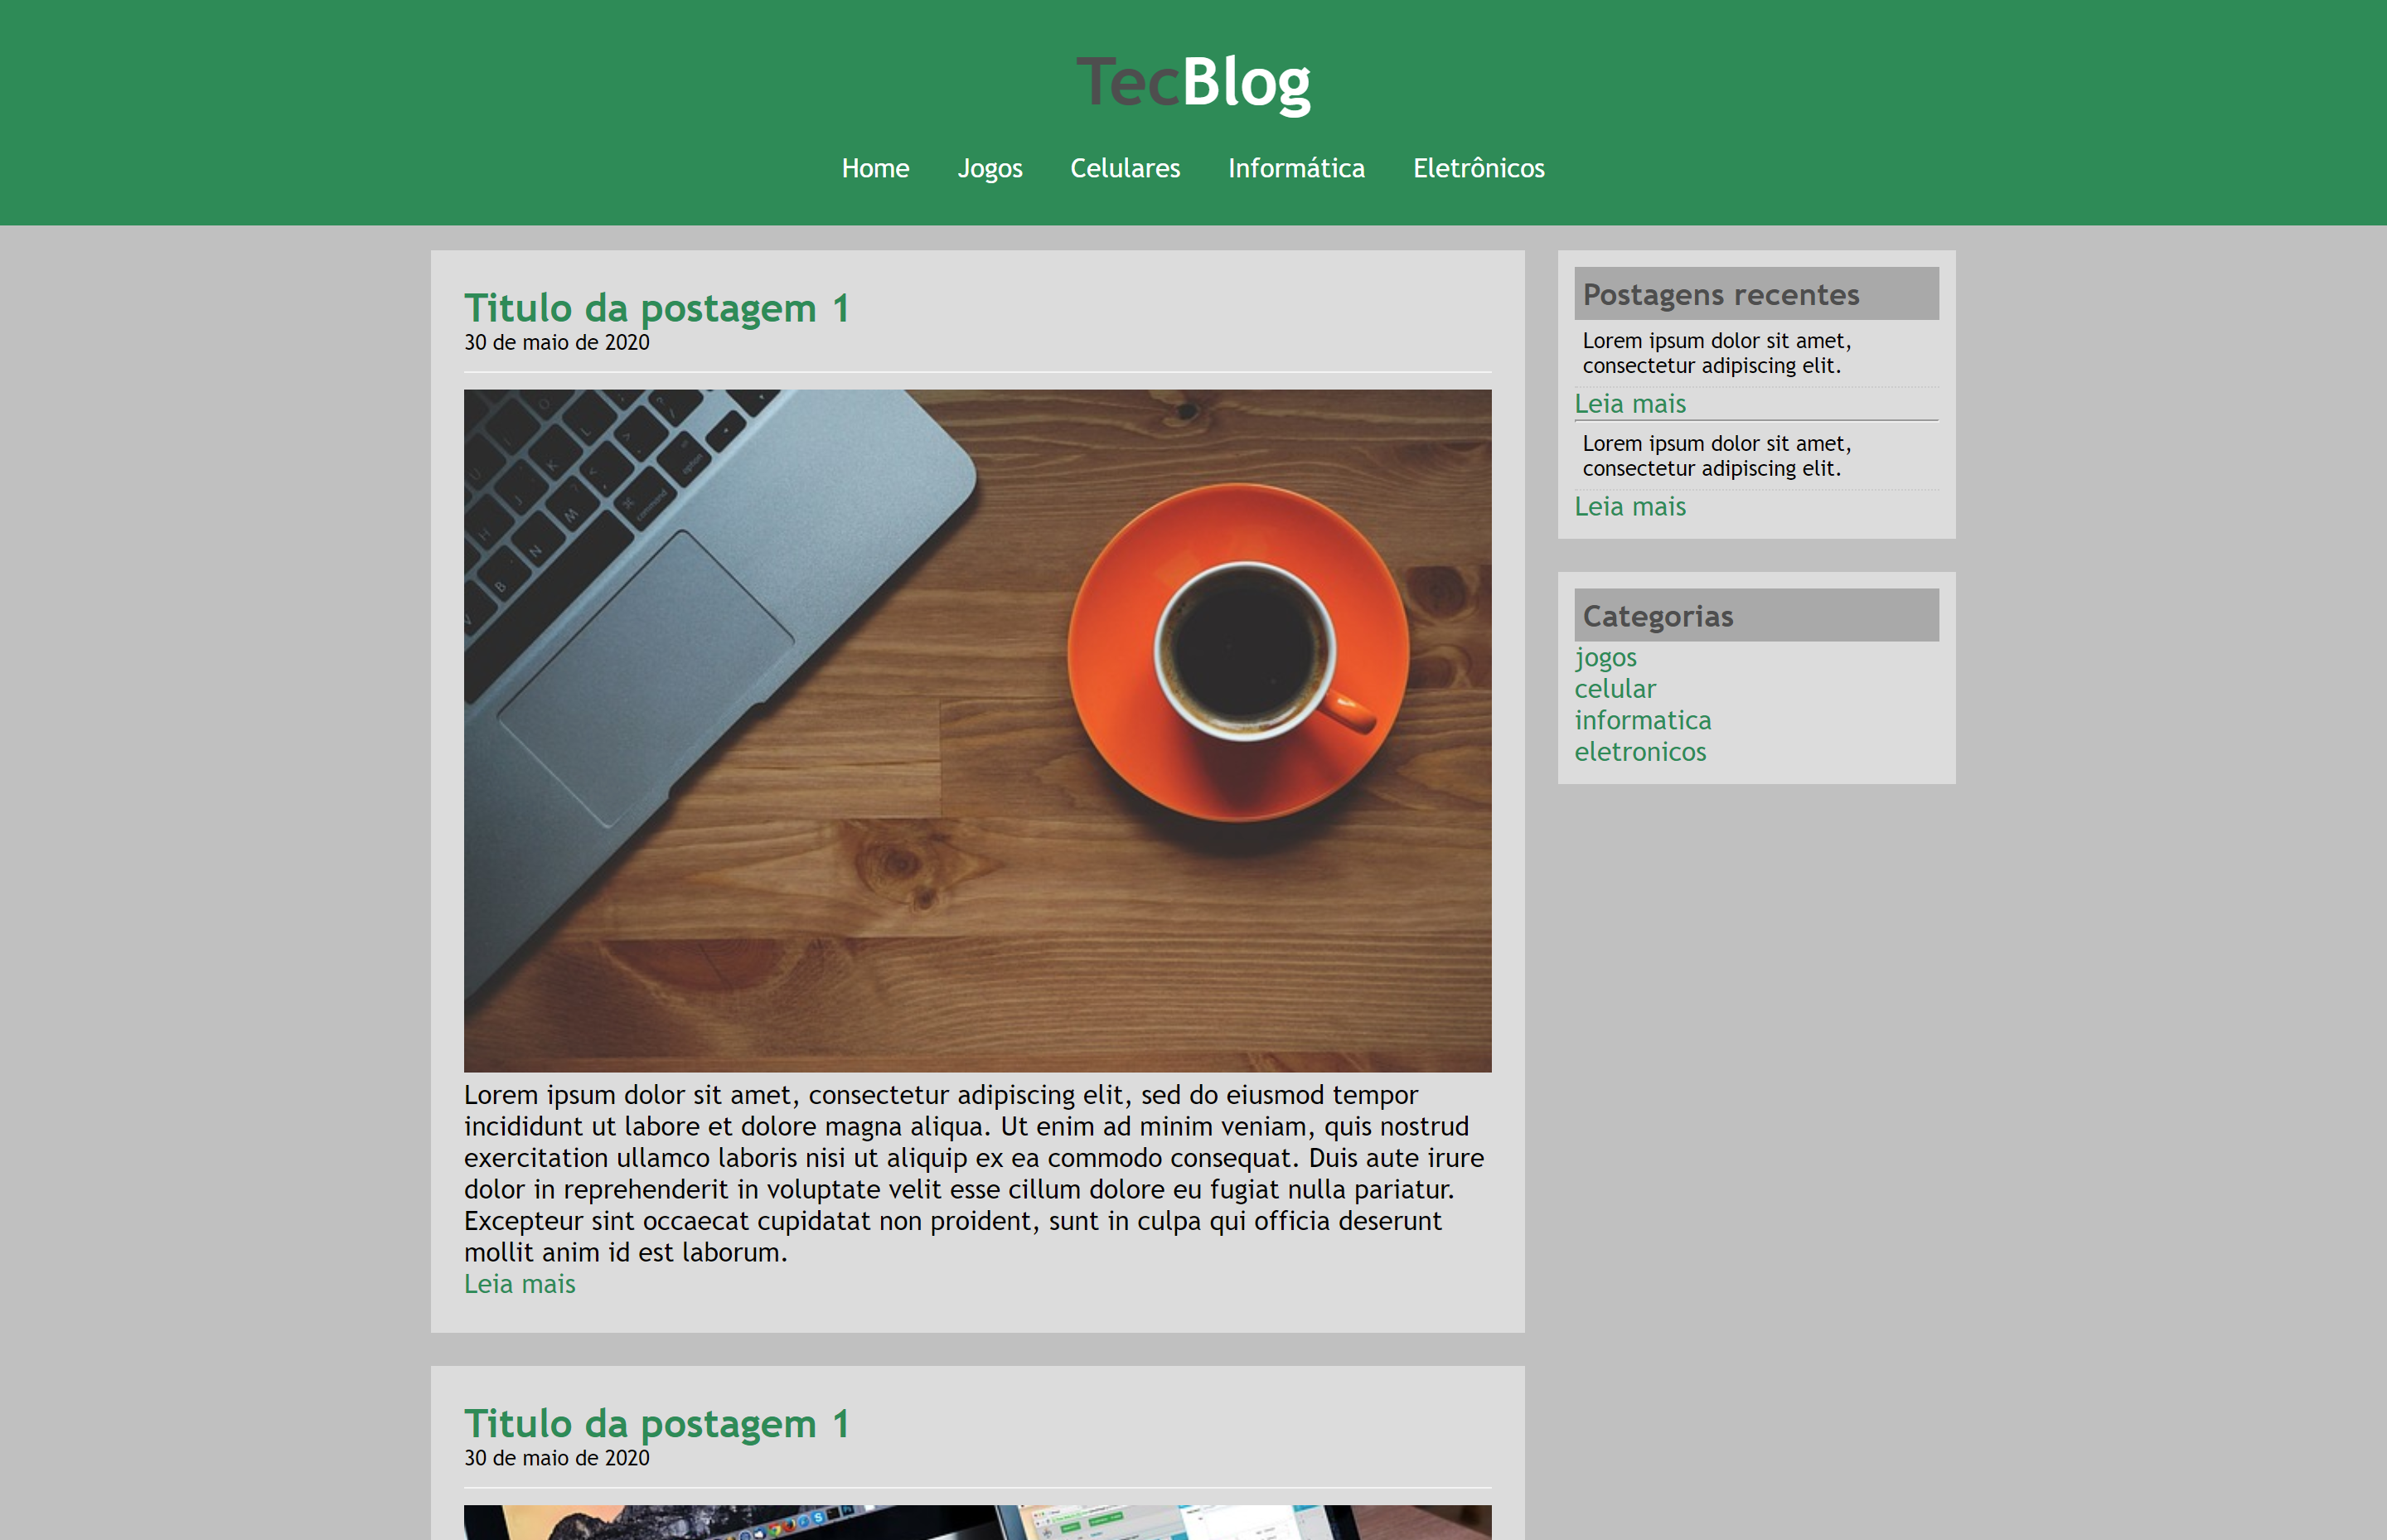 TecBlog
Home Jogos Celulares Informática Eletrônicos
Titulo da postagem 1
30 de maio de 2020
option
command
Lorem ipsum dolor sit amet, consectetur adipiscing elit, sed do eiusmod tempor
incididunt ut labore et dolore magna aliqua. Ut enim ad minim veniam, quis nostrud
exercitation ullamco laboris nisi ut aliquip ex ea commodo consequat. Duis aute irure
dolor in reprehenderit in voluptate velit esse cillum dolore eu fugiat nulla pariatur.
Excepteur sint occaecat cupidatat non proident, sunt in culpa qui officia deserunt
mollit anim id est laborum.
Leia mais
Titulo da postagem 1
30 de maio de 2020
Postagens recentes
Lorem ipsum dolor sit amet,
consectetur adipiscing elit.
Leia mais
Lorem ipsum dolor sit amet,
consectetur adipiscing elit.
Leia mais
Categorias
jogos
celular
informatica
eletronicos